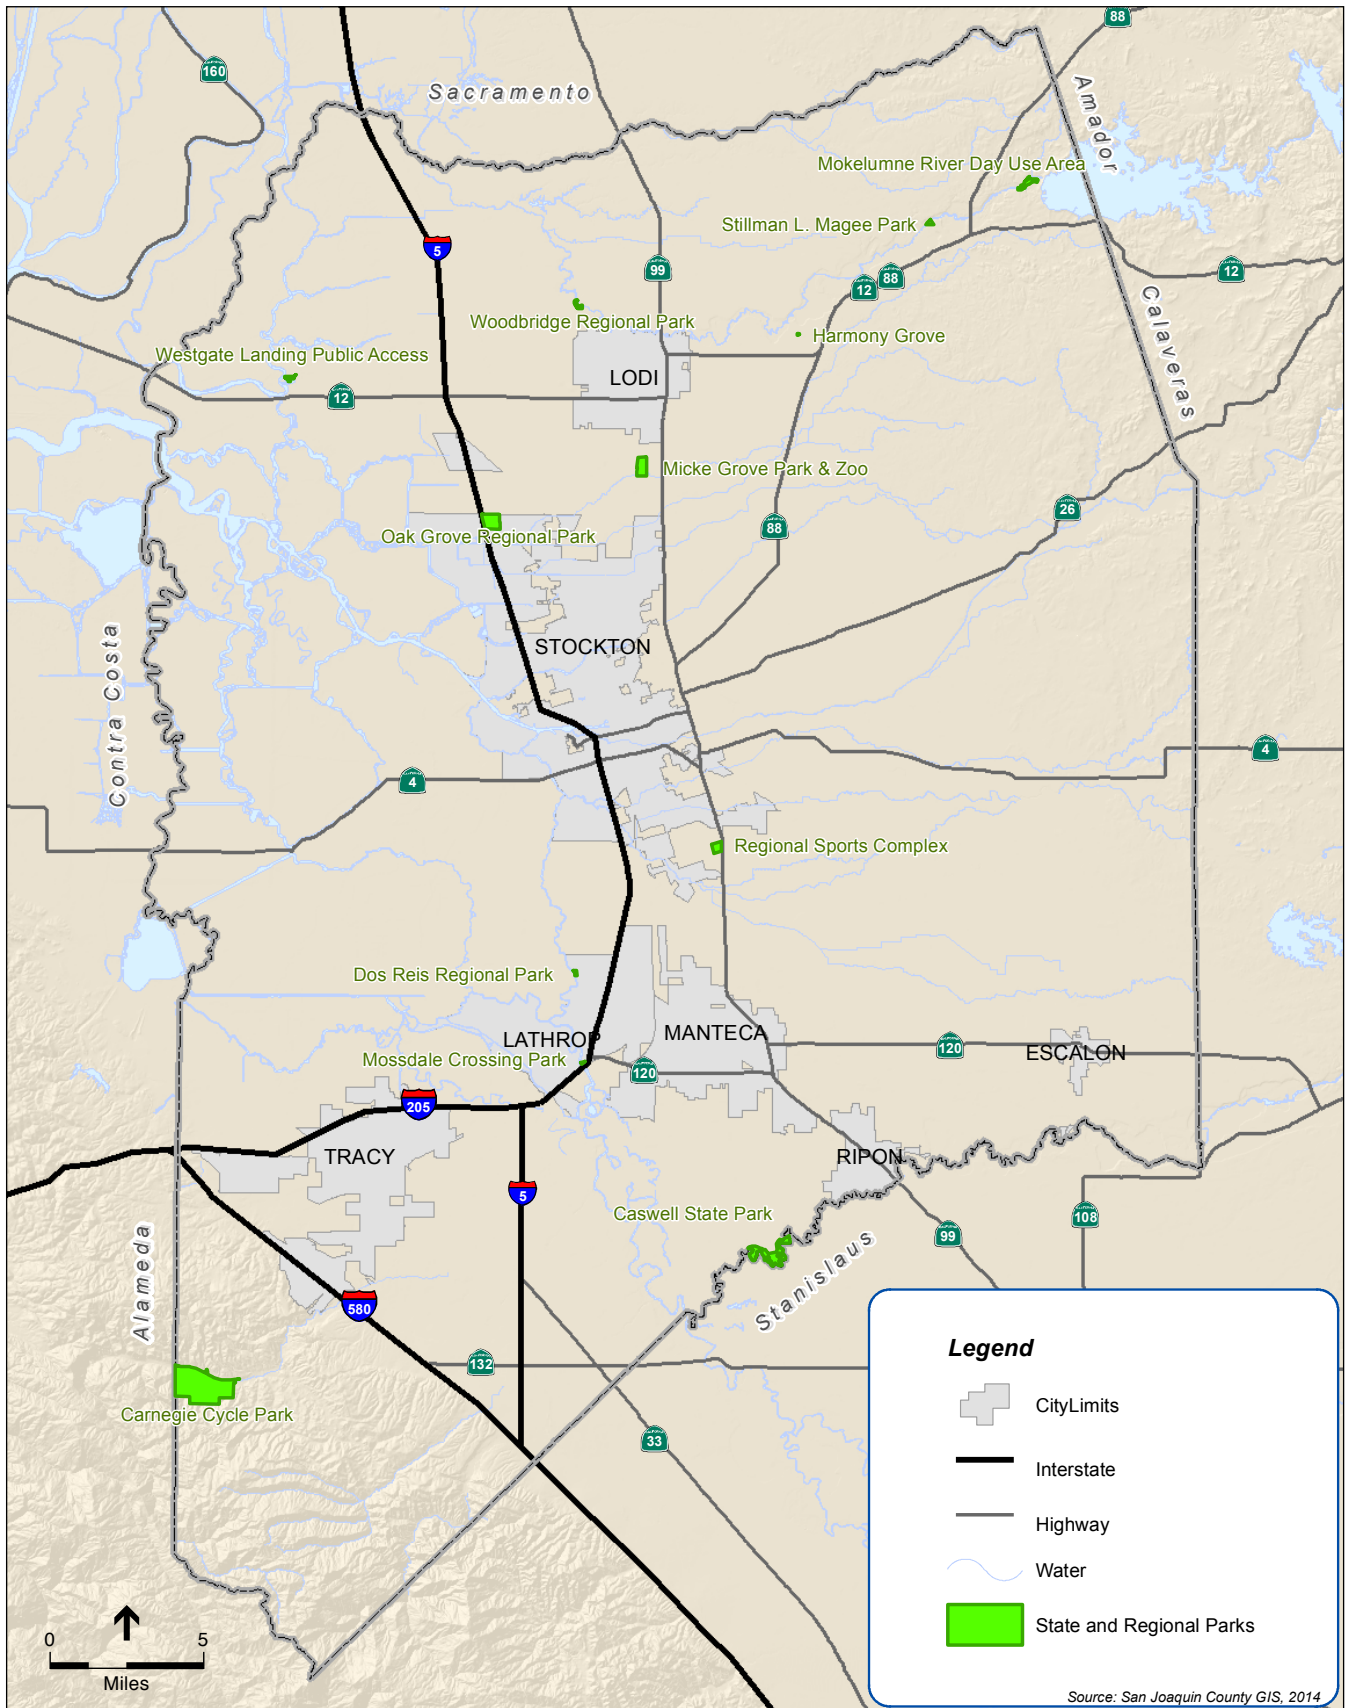 88
160
Sacramento
Amador
Mokelumne River Day Use Area
Stillman L. Magee Park
5
99
12
88
12
Calaveras
Woodbridge Regional Park
Harmony Grove
Westgate Landing Public Access
LODI
12
Micke Grove Park & Zoo
26
88
Oak Grove Regional Park
STOCKTON
Contra Costa
4
4
Regional Sports Complex
Dos Reis Regional Park
LATHROP
MANTECA
120
ESCALON
Mossdale Crossing Park
120
205
TRACY
RIPON
5
Caswell State Park
108
99
Stanislaus
Alameda
580
132
Carnegie Cycle Park
33
Legend
CityLimits
Interstate
Highway
Water
State and Regional Parks
0 5
Miles
Source: San Joaquin County GIS, 2014